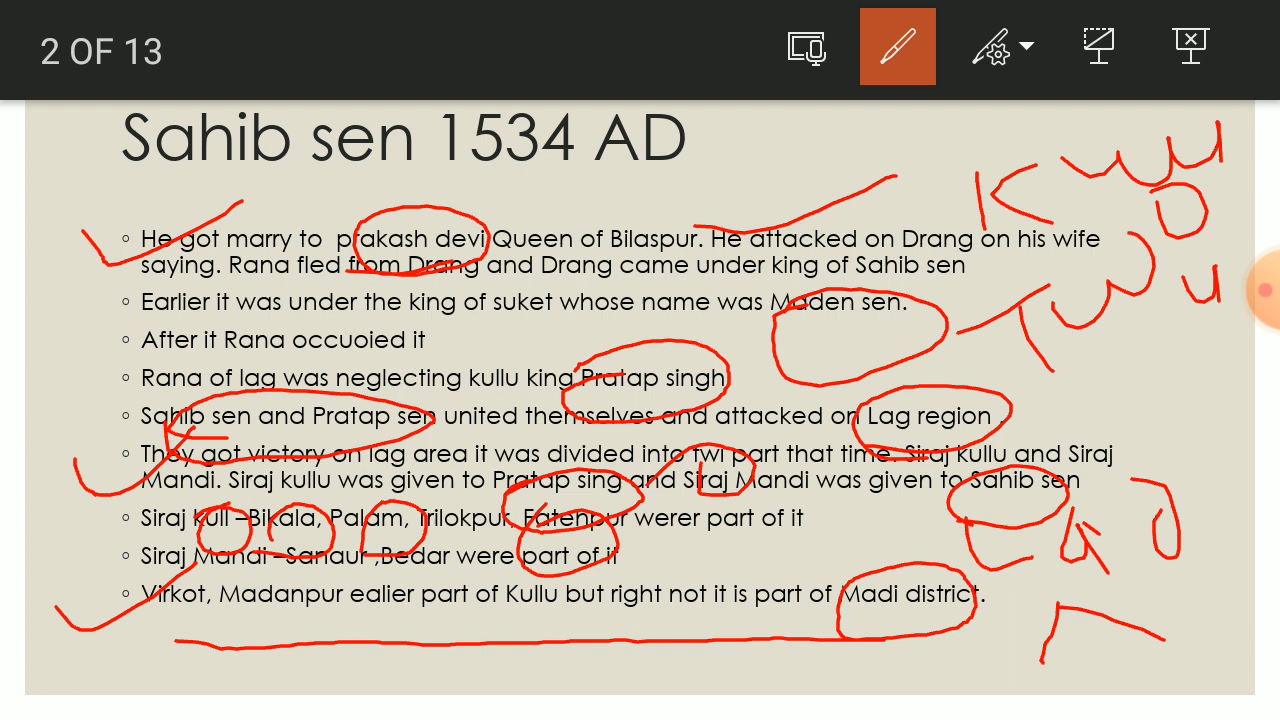 2 OF 13
Sahib sen 1534 AD
◦ He got marry to prakash devi Queen of Bilaspur. He attacked on Drang on his wife
saying. Rana fled from Drang and Drang came under king of Sahib sen
◦ Earlier it was under the king of suket whose name was Maden sen.
◦ After it Rana occuoied it
◦ Rana of lag was neglecting kullu king Pratap singh
◦ Sahib sen and Pratap sen united themselves and attacked on Lag region ,
◦ They got victory on lag area it was divided into twi part that time. Siraj kullu and Siraj
Mandi. Siraj kullu was given to Pratap sing and Siraj Mandi was given to Sahib sen
◦ Siraj kull –Bikala, Palam, Trilokpur, Fatehpur werer part of it
◦ Siraj Mandi –Sanaur ,Bedar were part of it
◦ Virkot, Madanpur ealier part of Kullu but right not it is part of Madi district.